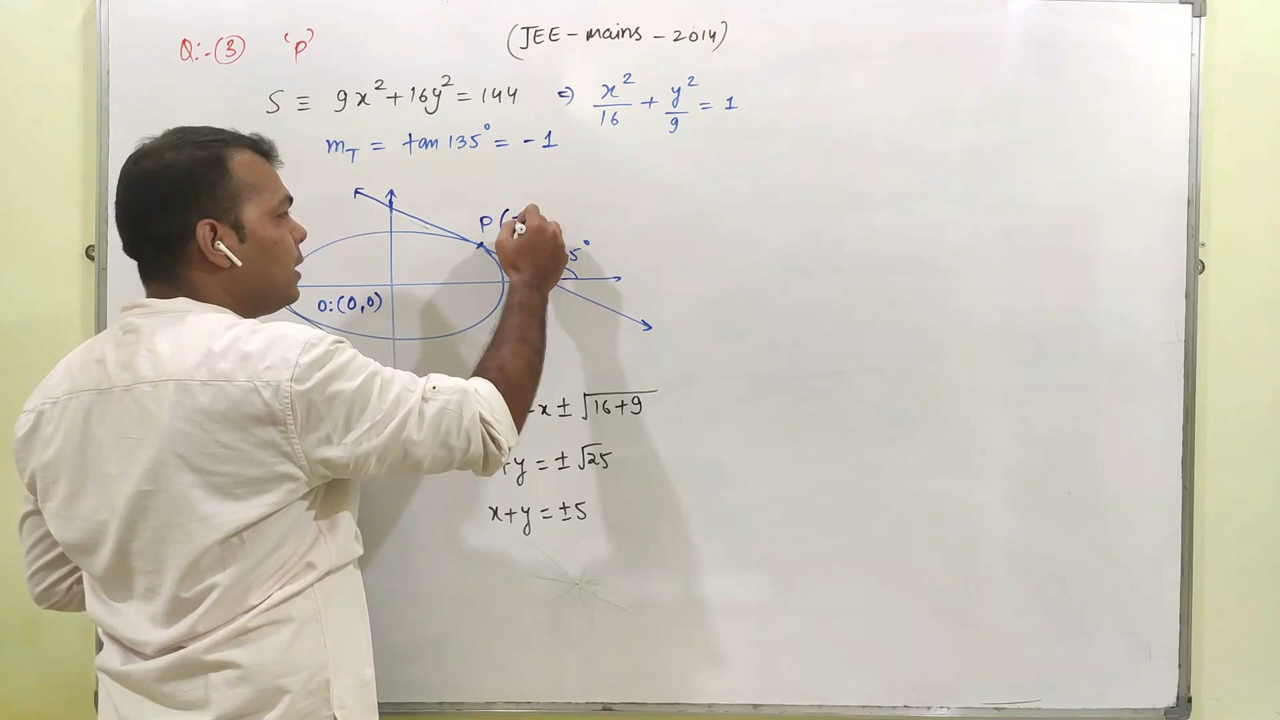 Q:-(3) 'P' (JEE-mains-2014)
S ≡ 9x²+16y²=144 ⇒ x²/16 + y²/9 = 1
m_T = tan 135° = -1
P(
5°
O:(0,0)
x ± √16+9
+y = ± √25
x+y = ±5